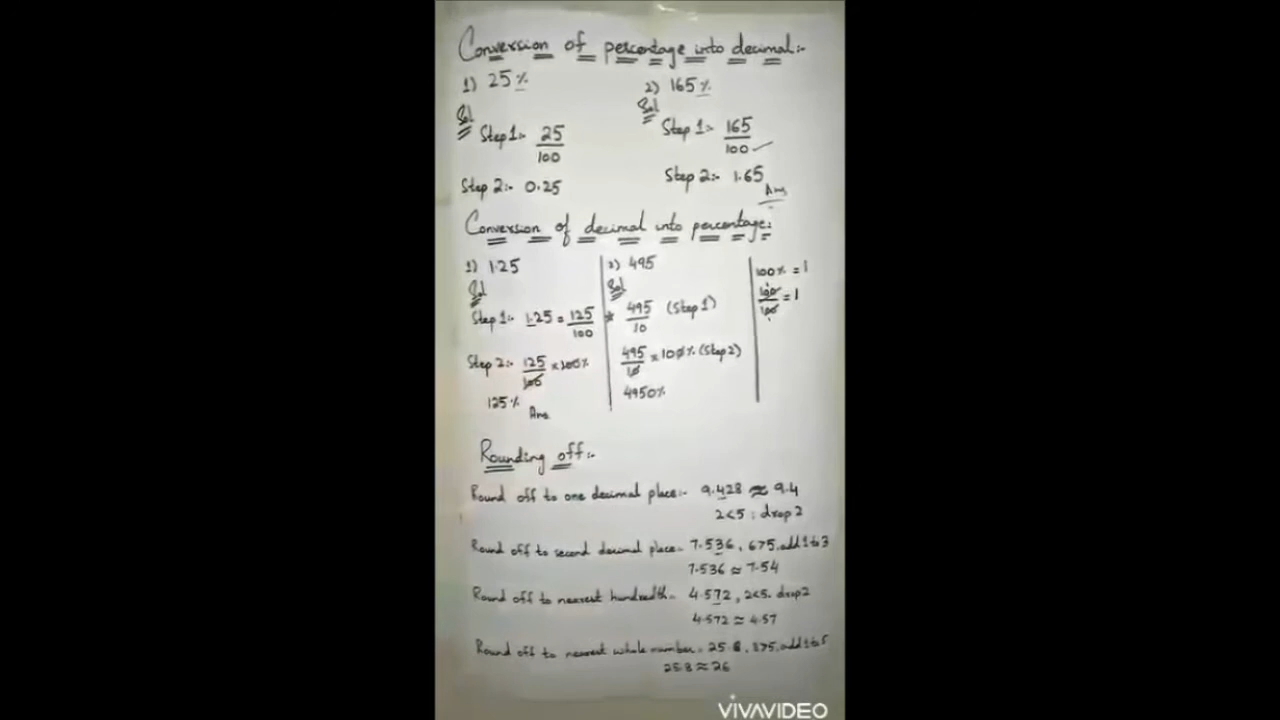 Conversion of percentage into decimal:-
1) 25%
Sol
Step 1:- 25/100
Step 2:- 0.25
2) 165%
Sol
Step 1:- 165/100
Step 2:- 1.65
Ans
Conversion of decimal into percentage:
1) 1.25
Sol
Step 1:- 1.25 = 125/100
Step 2:- 125/100 × 100%
125%
Ans
2) 495
Sol
495/10 (Step 1)
495/10 × 100% (Step 2)
4950%
100% = 1
100/100 = 1
Rounding off:-
Round off to one decimal place:- 9.428 ≈ 9.4
2<5 : drop 2
Round off to second decimal place:- 7.536, 675, add 1 to 3
7.536 ≈ 7.54
Round off to nearest hundredth:- 4.572, 2<5. drop 2
4.572 ≈ 4.57
Round off to nearest whole number:- 25.8, 875, add 1 to 5
25.8 ≈ 26
VIVAVIDEO